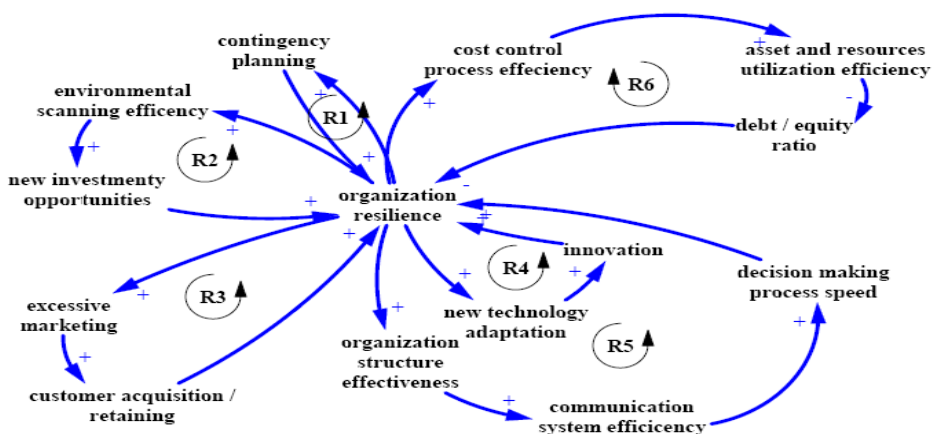 contingency
planning
cost control
process effeciency
asset and resources
utilization efficiency
R6
environmental
scanning efficency
R1
debt / equity
ratio
R2
new investmenty
opportunities
organization
resilience
innovation
R4
decision making
process speed
R3
excessive
marketing
new technology
adaptation
organization
structure
effectiveness
R5
customer acquisition /
retaining
communication
system efficicency
+
+
+
+
-
+
+
+
-
+
+
+
+
+
+
+
+
+
+
+
+